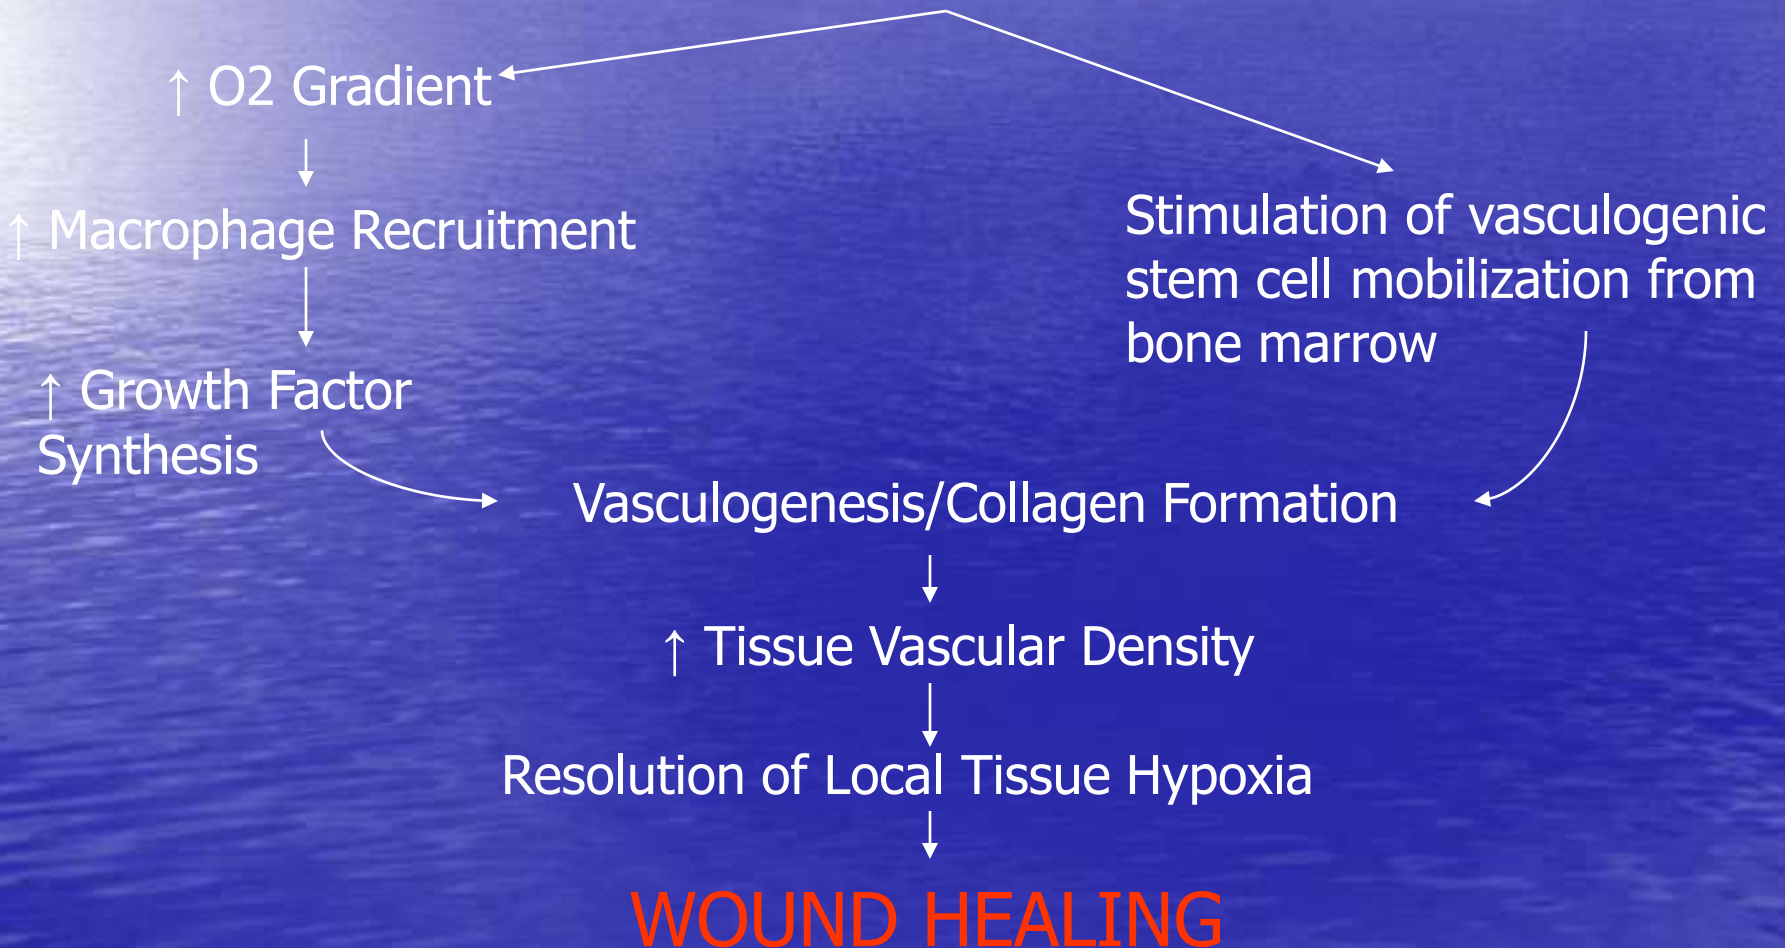 ↑ O2 Gradient
↑ Macrophage Recruitment
↑ Growth Factor
Synthesis
Stimulation of vasculogenic
stem cell mobilization from
bone marrow
Vasculogenesis/Collagen Formation
↑ Tissue Vascular Density
Resolution of Local Tissue Hypoxia
WOUND HEALING